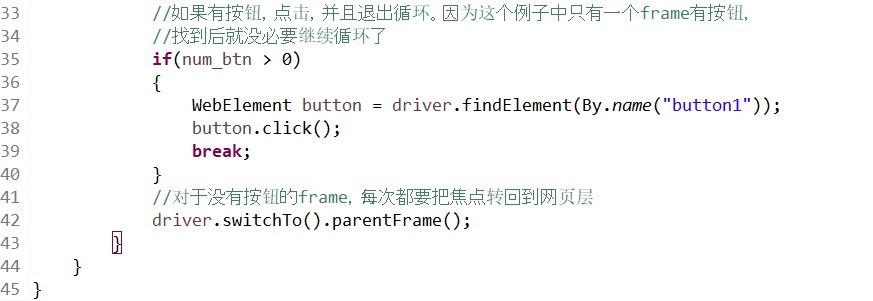 33 //如果有按钮，点击，并且退出循环。因为这个例子中只有一个frame有按钮，
34 //找到后就没必要继续循环了
35 if(num_btn > 0)
36 {
37 WebElement button = driver.findElement(By.name("button1"));
38 button.click();
39 break;
40 }
41 //对于没有按钮的frame，每次都要把焦点转回到网页层
42 driver.switchTo().parentFrame();
43 }
44 }
45 }